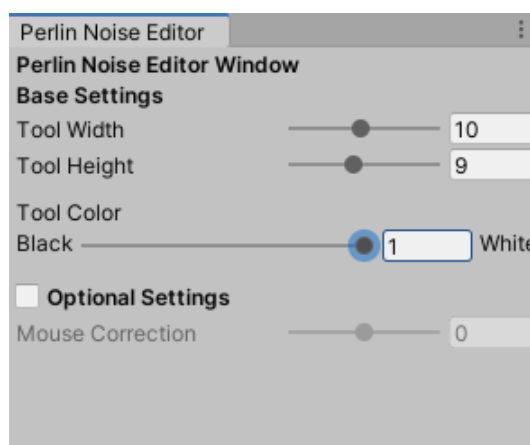 Perlin Noise Editor
Perlin Noise Editor Window
Base Settings
Tool Width 10
Tool Height 9
Tool Color
Black 1 White
Optional Settings
Mouse Correction 0